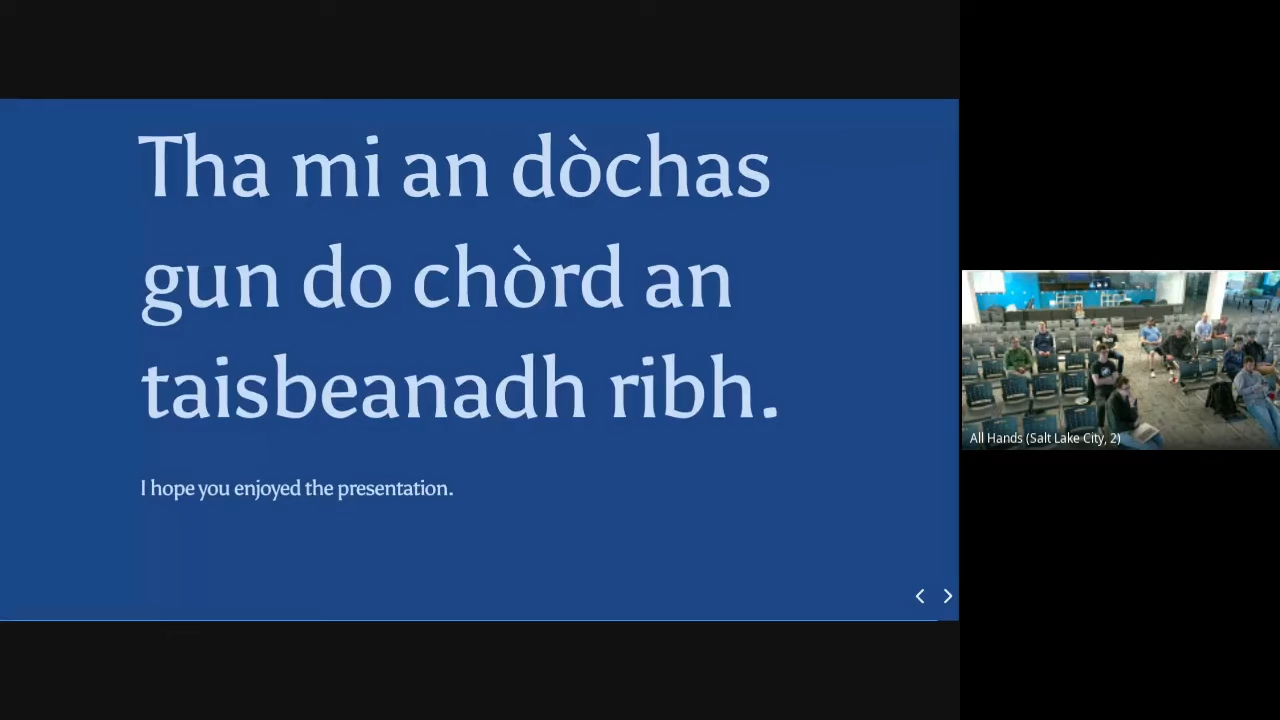 Tha mi an dòchas
gun do chòrd an
taisbeanadh ribh.
I hope you enjoyed the presentation.
All Hands (Salt Lake City, 2)